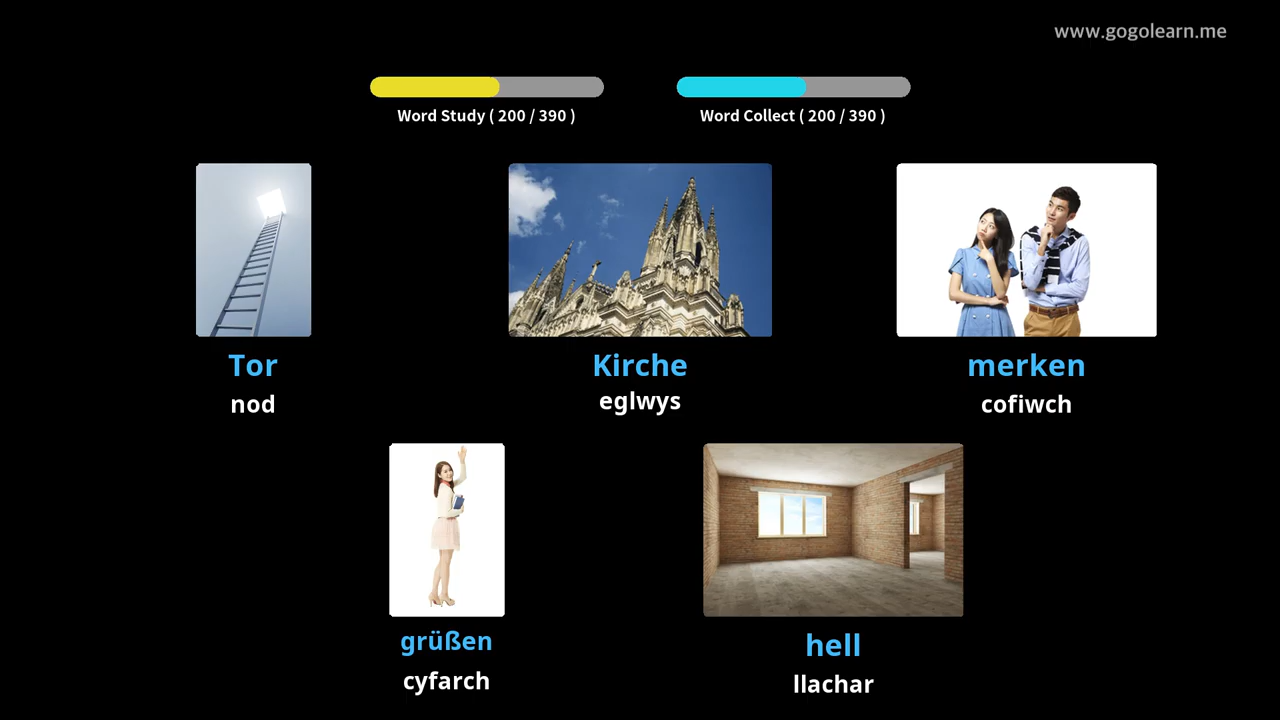 www.gogolearn.me
Word Study ( 200 / 390 )
Word Collect ( 200 / 390 )
Tor
nod
Kirche
eglwys
merken
cofiwch
grüßen
cyfarch
hell
llachar